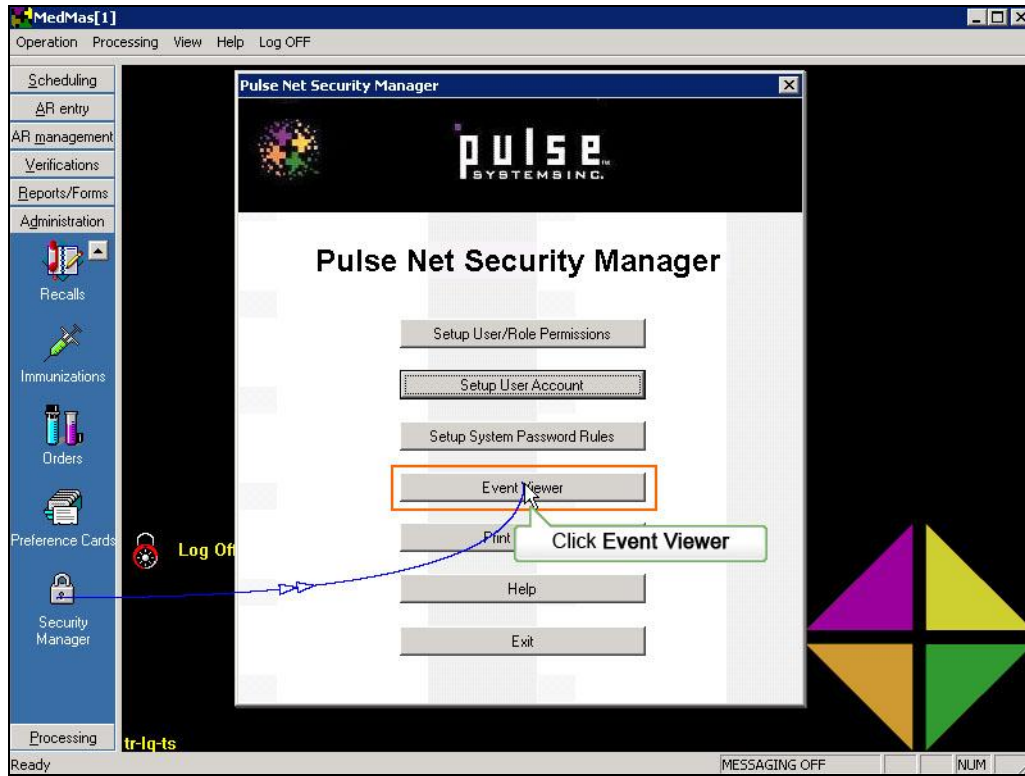 MedMas[1]
Operation Processing View Help Log OFF
Scheduling
AR entry
AR management
Verifications
Reports/Forms
Administration
Recalls
Immunizations
Orders
Preference Cards
Security
Manager
Processing
Log Off
tr-lq-ts
Pulse Net Security Manager
pulse
SYSTEMS INC.
Pulse Net Security Manager
Setup User/Role Permissions
Setup User Account
Setup System Password Rules
Event Viewer
Print
Click Event Viewer
Help
Exit
Ready
MESSAGING OFF
NUM